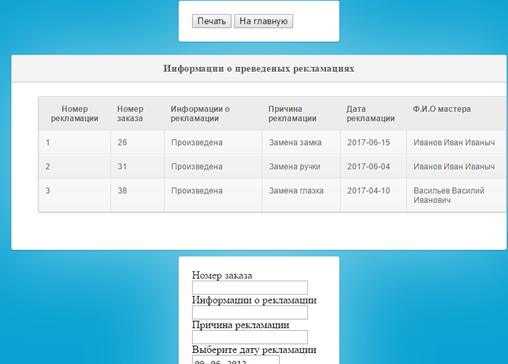 Печать На главную
Информации о преведеных рекламациях
Номер рекламации Номер заказа Информации о рекламации Причина рекламации Дата рекламации Ф.И.О мастера
1 26 Произведена Замена замка 2017-06-15 Иванов Иван Иваныч
2 31 Произведена Замена ручки 2017-06-04 Иванов Иван Иваныч
3 38 Произведена Замена глазка 2017-04-10 Васильев Василий Иванович
Номер заказа
Информации о рекламации
Причина рекламации
Выберите дату рекламации